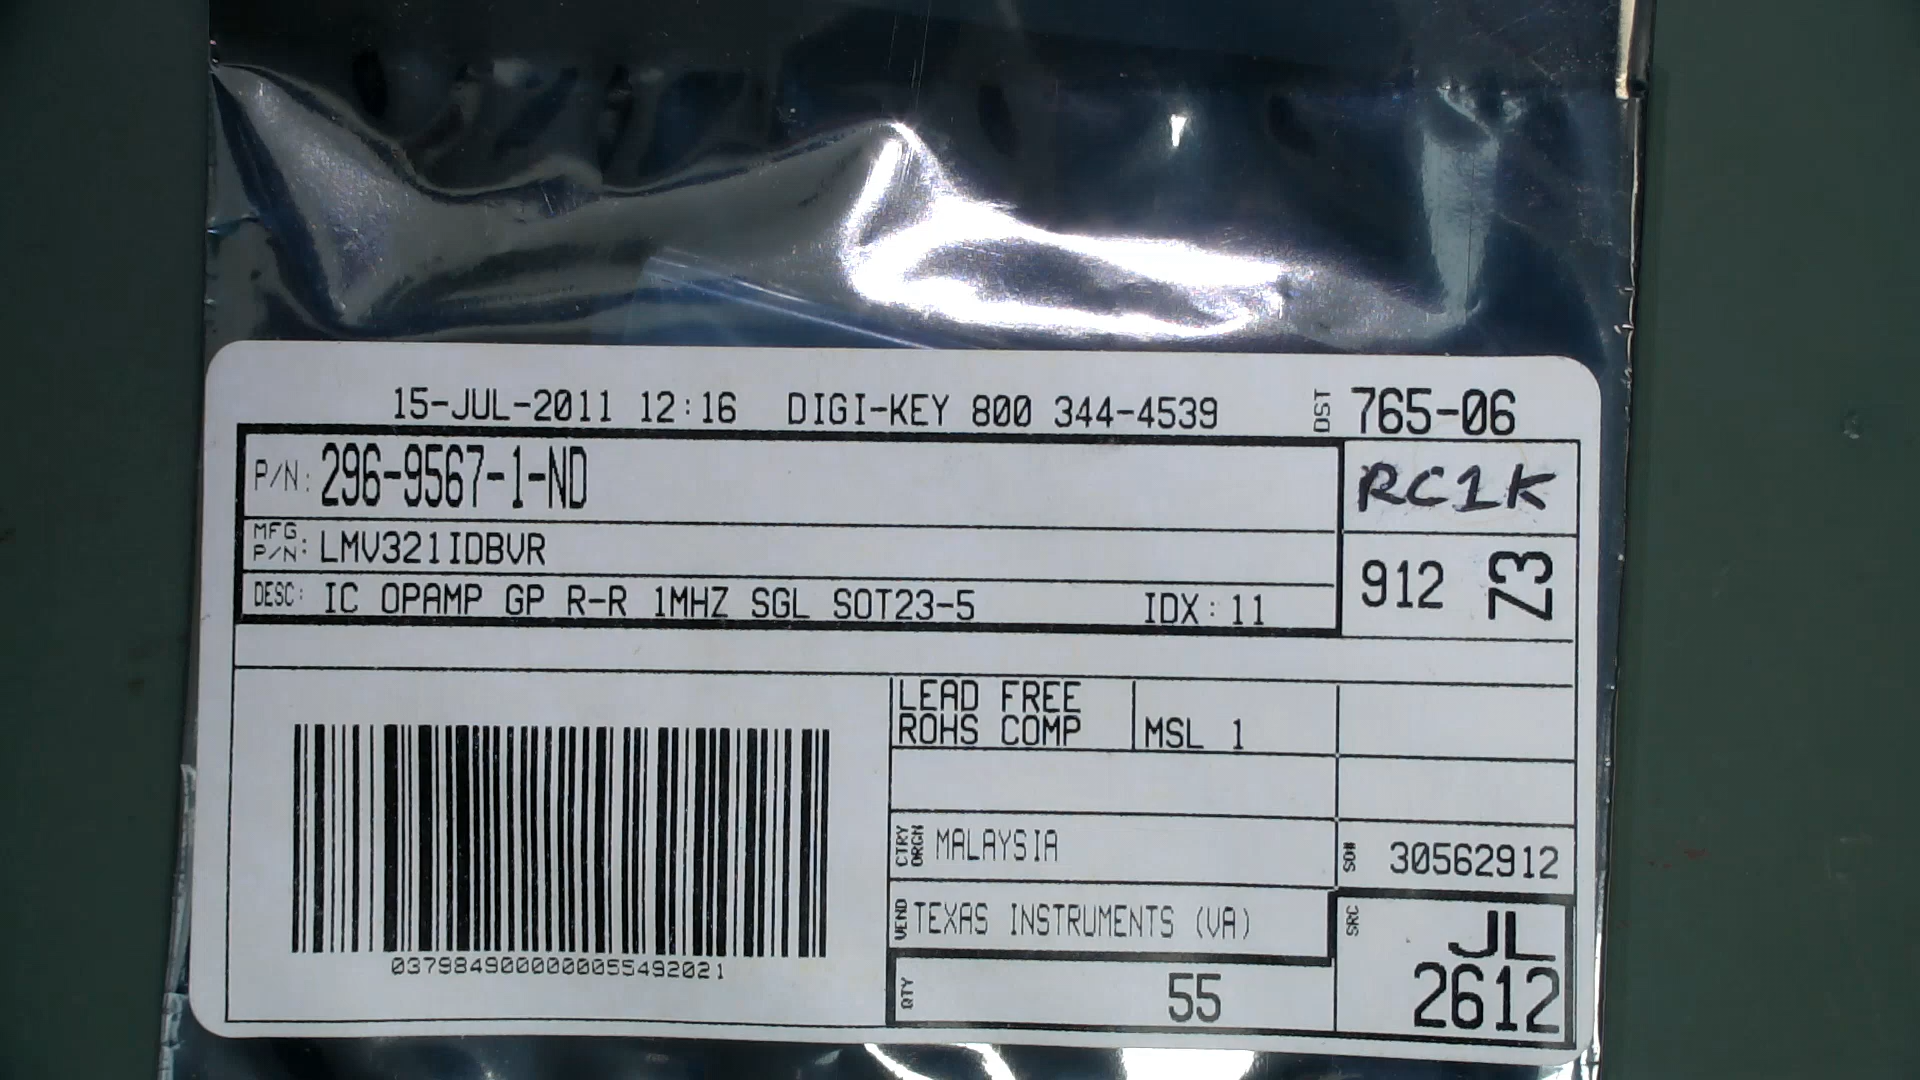 15-JUL-2011 12:16 DIGI-KEY 800 344-4539 DST 765-06
P/N: 296-9567-1-ND
RC1K
MFG P/N: LMV321IDBVR
912 Z3
DESC: IC OPAMP GP R-R 1MHZ SGL SOT23-5 IDX: 11
LEAD FREE
ROHS COMP
MSL 1
CTRY ORGN MALAYSIA
SO# 30562912
VEND TEXAS INSTRUMENTS (VA)
SRC JL
2612
QTY 55
0379849000000055492021